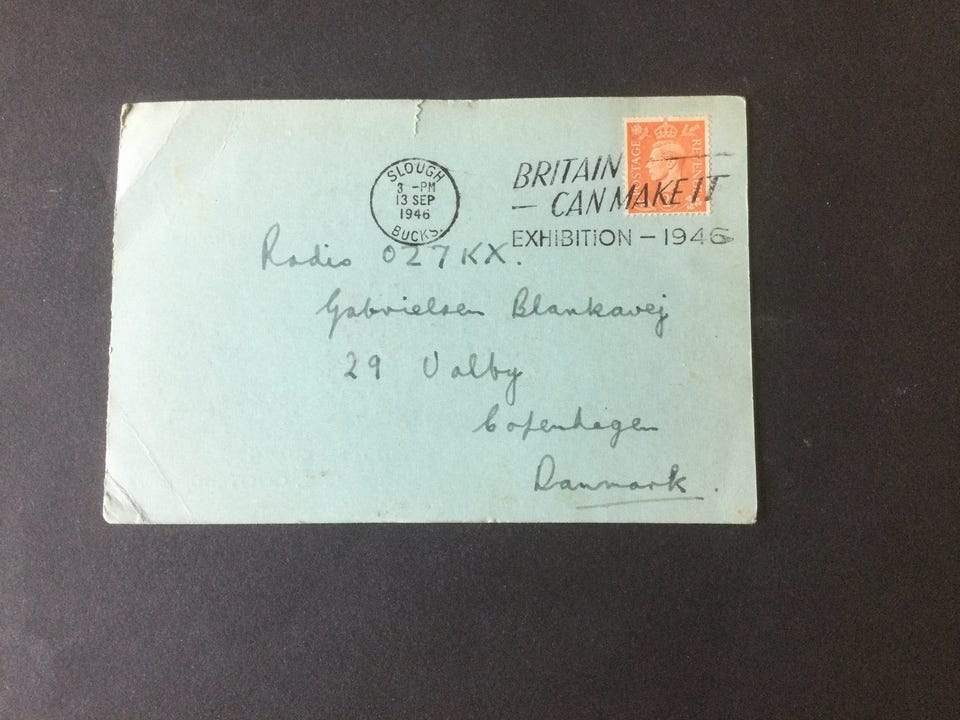 SLOUGH
3 - PM
13 SEP
1946
BUCKS.
BRITAIN
— CAN MAKE IT
EXHIBITION — 1946
POSTAGE
REVENUE
Radio OZ7KX.
Gabrielsen Blankavej
29 Valby
Copenhagen
Danmark.